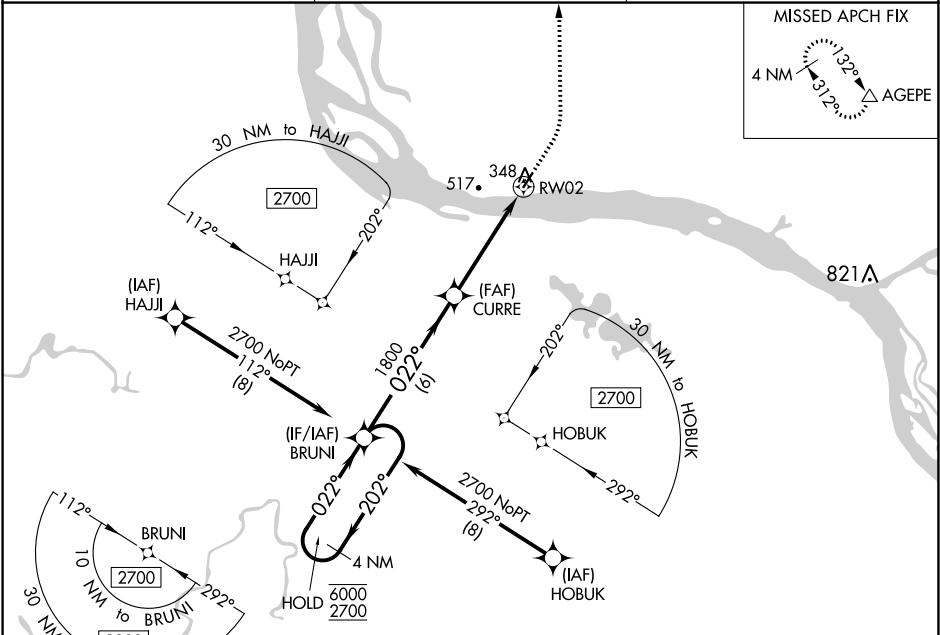 MISSED APCH FIX
4 NM
132°
312°
AGEPE
30 NM to HAJJI
2700
112°
202°
HAJJI
517
348
RW02
821
(IAF)
HAJJI
2700 NoPT
112°
(8)
(FAF)
CURRE
1800
022°
(6)
202°
30 NM to HOBUK
2700
HOBUK
292°
(IF/IAF)
BRUNI
022°
202°
4 NM
HOLD
6000
2700
2700 NoPT
292°
(8)
(IAF)
HOBUK
112°
BRUNI
2700
292°
10 NM to BRUNI
30 NM